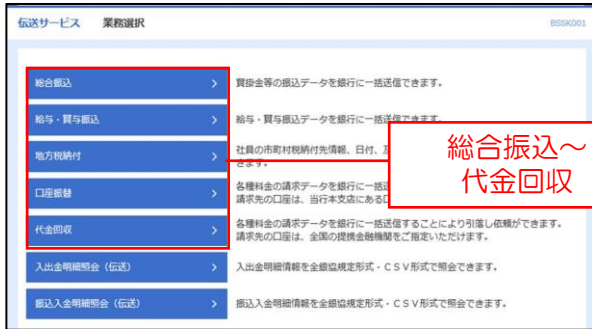 伝送サービス 業務選択 BSSK001
総合振込 買掛金等の振込データを銀行に一括送信できます。
給与・賞与振込 給与・賞与振込データを銀行に一括送信できます。
地方税納付 社員の市町村税納付先情報、日付、及
きます。
口座振替 各種料金の請求データを銀行に一括送
請求先の口座は、当行本支店にある口
代金回収 各種料金の請求データを銀行に一括送信することにより引落し依頼ができます。
請求先の口座は、全国の提携金融機関をご指定いただけます。
入出金明細照会(伝送) 入出金明細情報を全銀協規定形式・CSV形式で照会できます。
振込入金明細照会(伝送) 振込入金明細情報を全銀協規定形式・CSV形式で照会できます。
総合振込~
代金回収